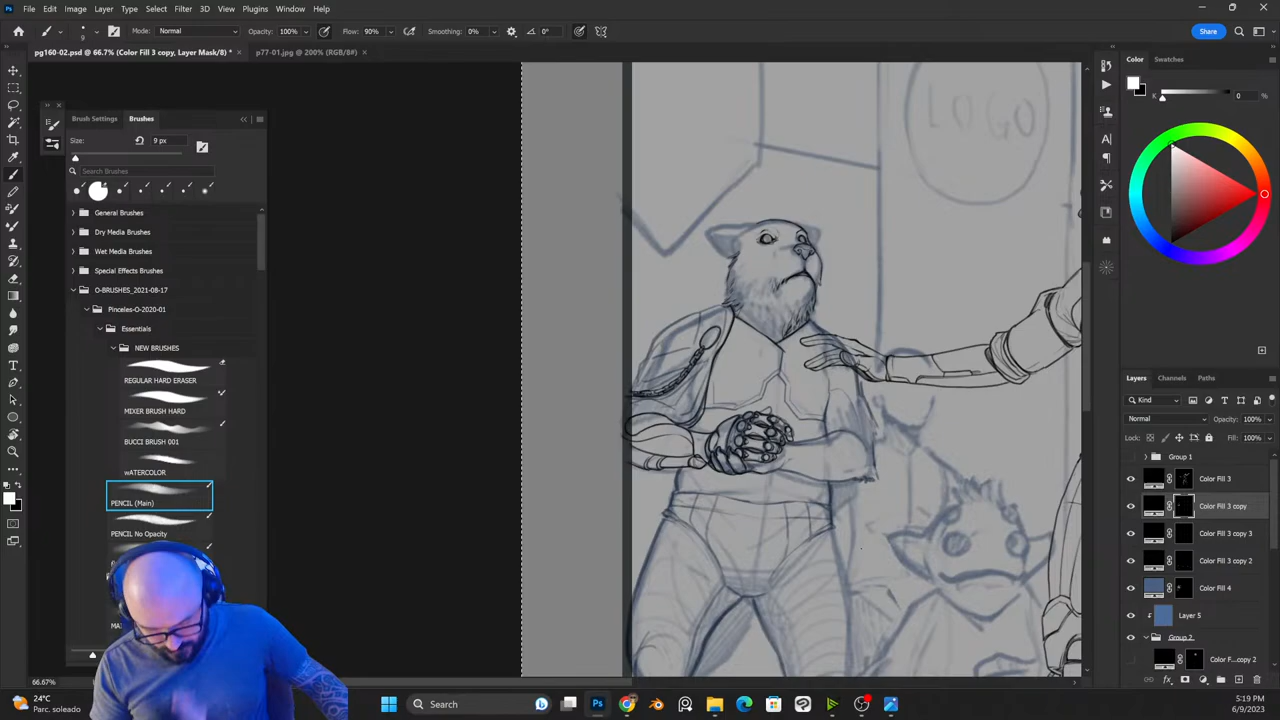 File Edit Image Layer Type Select Filter 3D View Plugins Window Help
Share
9 Mode: Normal Opacity: 100% Flow: 90% Smoothing: 0% 0°
pg160-02.psd @ 66.7% (Color Fill 3 copy, Layer Mask/8) * × p77-01.jpg @ 200% (RGB/8#) ×
Color Swatches
K 0 %
Brush Settings Brushes
Size: 9 px
Search Brushes
General Brushes
Dry Media Brushes
Wet Media Brushes
Special Effects Brushes
O-BRUSHES_2021-08-17
Pinceles-O-2020-01
Essentials
NEW BRUSHES
REGULAR HARD ERASER
MIXER BRUSH HARD
BUCCI BRUSH 001
wATERCOLOR
PENCIL (Main)
PENCIL No Opacity
LOGO
Layers Channels Paths
Kind
Normal Opacity: 100%
Lock: Fill: 100%
Group 1
Color Fill 3
Color Fill 3 copy
Color Fill 3 copy 3
Color Fill 3 copy 2
Color Fill 4
Layer 5
Group 2
Color F...copy 2
66.67%
24°C
Parc. soleado
Search
5:19 PM
6/9/2023